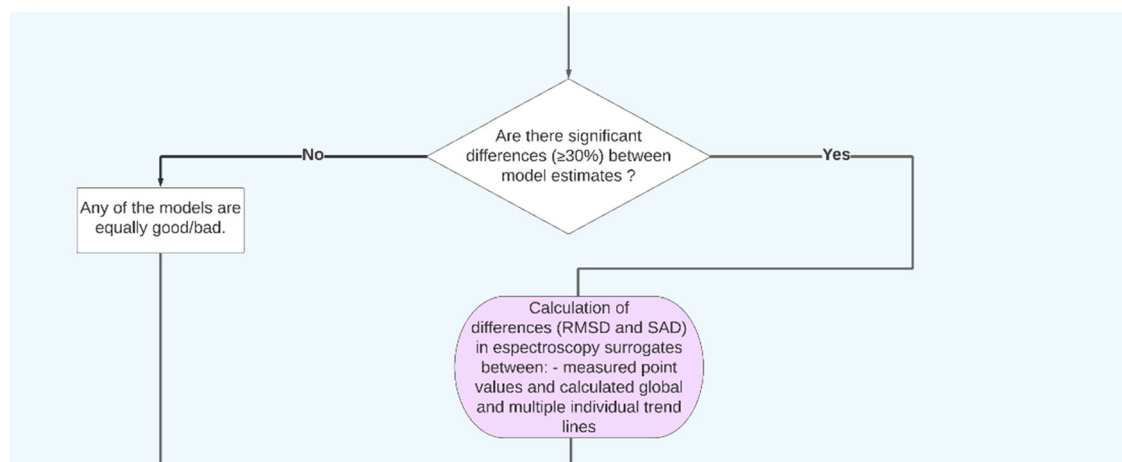 Are there significant
differences (≥30%) between
model estimates ?
No
Yes
Any of the models are
equally good/bad.
Calculation of
differences (RMSD and SAD)
in espectroscopy surrogates
between: - measured point
values and calculated global
and multiple individual trend
lines